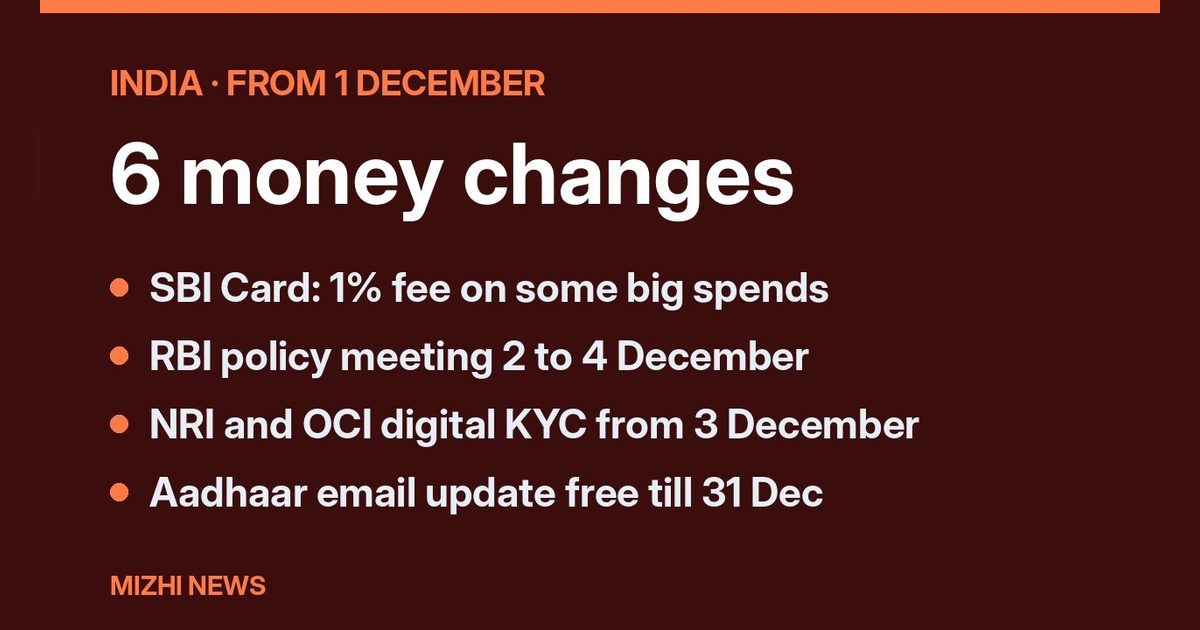 INDIA · FROM 1 DECEMBER
6 money changes
SBI Card: 1% fee on some big spends
RBI policy meeting 2 to 4 December
NRI and OCI digital KYC from 3 December
Aadhaar email update free till 31 Dec
MIZHI NEWS